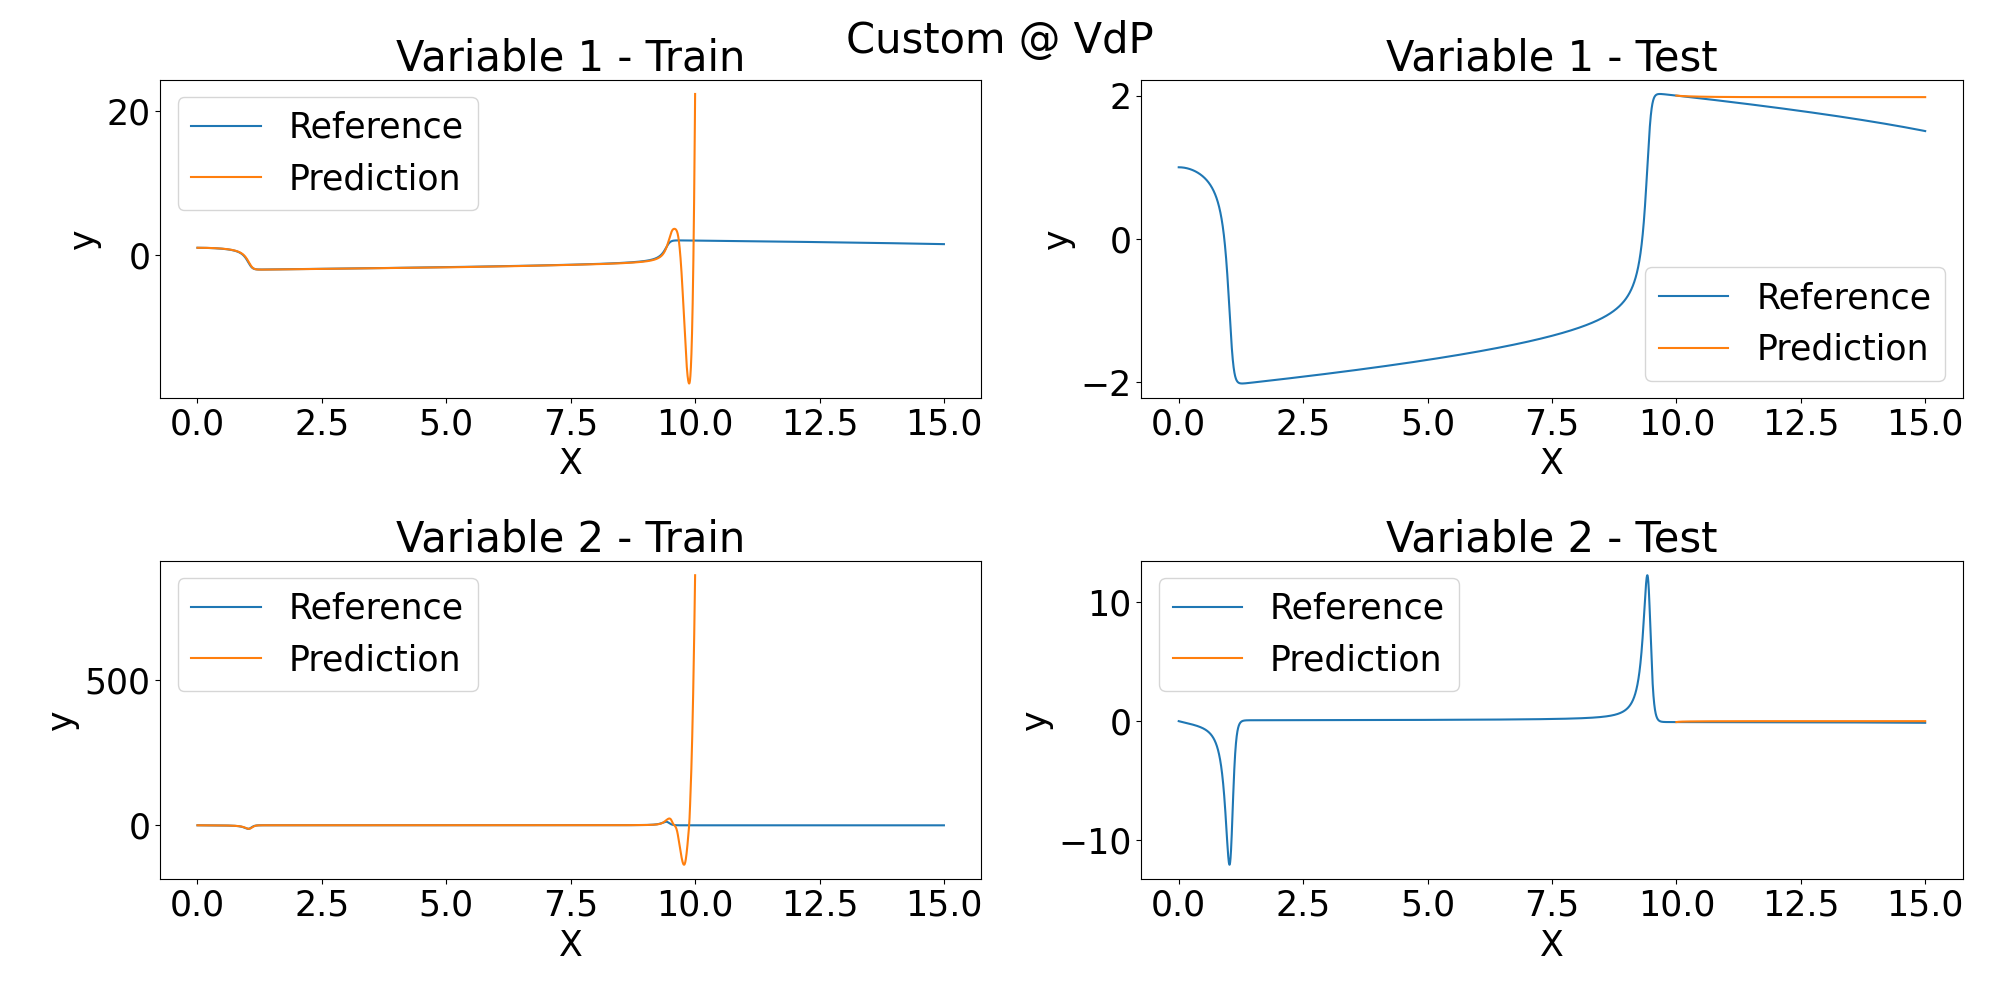 Custom @ VdP
Variable 1 - Train
20
0
y
Reference
Prediction
0.0 2.5 5.0 7.5 10.0 12.5 15.0
X
Variable 1 - Test
2
0
−2
y
Reference
Prediction
0.0 2.5 5.0 7.5 10.0 12.5 15.0
X
Variable 2 - Train
500
0
y
Reference
Prediction
0.0 2.5 5.0 7.5 10.0 12.5 15.0
X
Variable 2 - Test
10
0
−10
y
Reference
Prediction
0.0 2.5 5.0 7.5 10.0 12.5 15.0
X